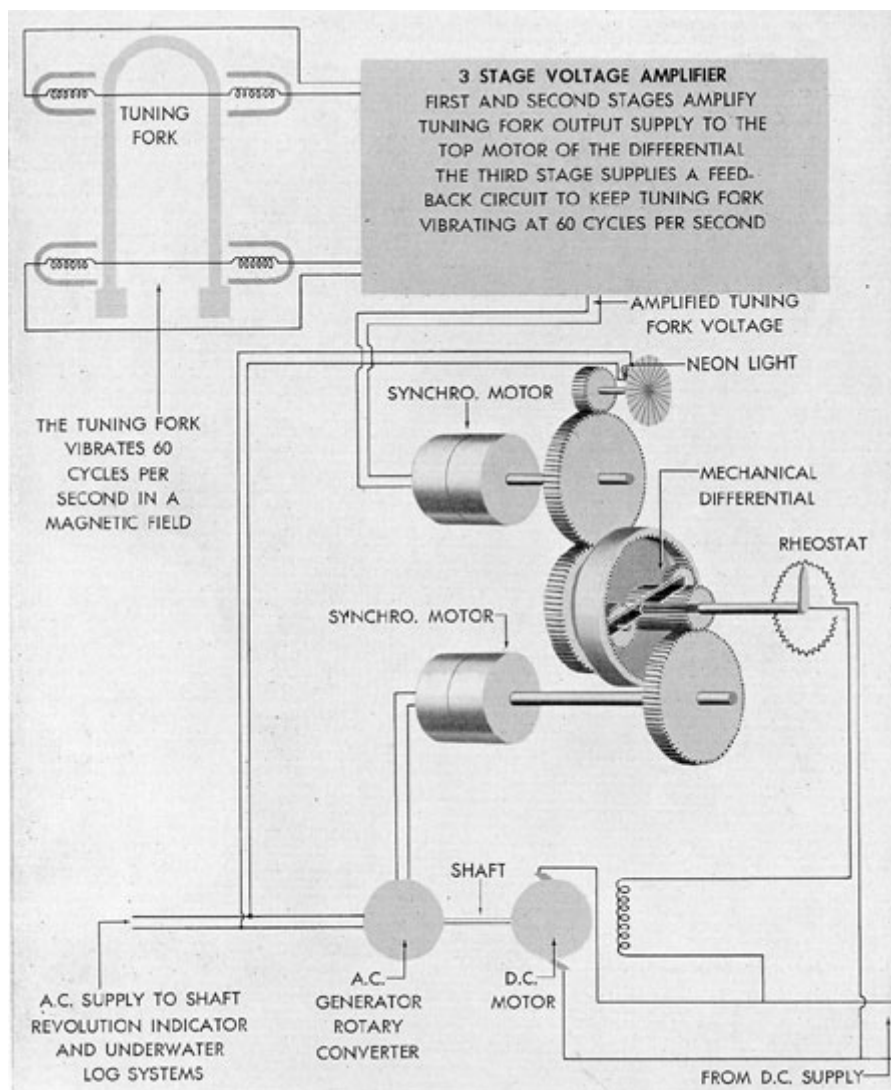 3 STAGE VOLTAGE AMPLIFIER
FIRST AND SECOND STAGES AMPLIFY
TUNING FORK OUTPUT SUPPLY TO THE
TOP MOTOR OF THE DIFFERENTIAL
THE THIRD STAGE SUPPLIES A FEED-
BACK CIRCUIT TO KEEP TUNING FORK
VIBRATING AT 60 CYCLES PER SECOND
TUNING
FORK
AMPLIFIED TUNING
FORK VOLTAGE
NEON LIGHT
SYNCHRO. MOTOR
THE TUNING FORK
VIBRATES 60
CYCLES PER
SECOND IN A
MAGNETIC FIELD
MECHANICAL
DIFFERENTIAL
RHEOSTAT
SYNCHRO. MOTOR
SHAFT
A.C. SUPPLY TO SHAFT
REVOLUTION INDICATOR
AND UNDERWATER
LOG SYSTEMS
A.C.
GENERATOR
ROTARY
CONVERTER
D.C.
MOTOR
FROM D.C. SUPPLY